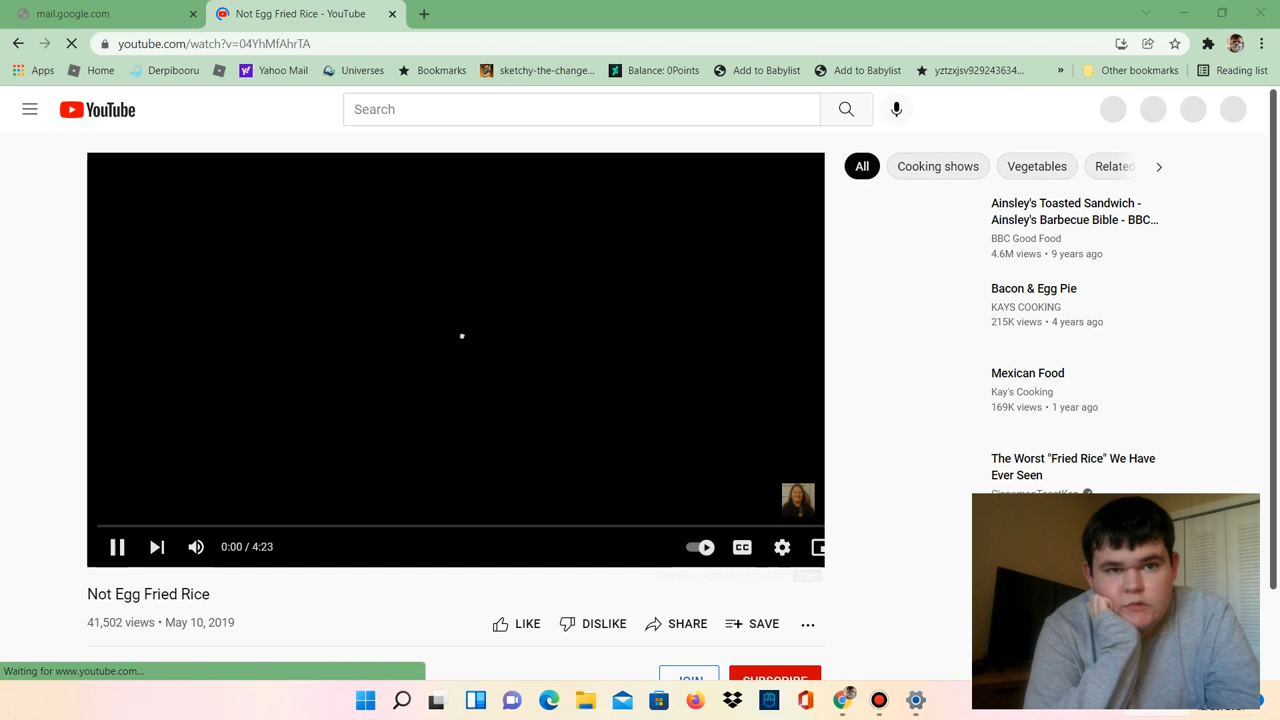 mail.google.com
Not Egg Fried Rice - YouTube
youtube.com/watch?v=04YhMfAhrTA
Apps
Home
Derpibooru
Yahoo Mail
Universes
Bookmarks
sketchy-the-change...
Balance: 0Points
Add to Babylist
Add to Babylist
yztzxjsv929243634...
»
Other bookmarks
Reading list
YouTube
Search
All
Cooking shows
Vegetables
Related
Ainsley's Toasted Sandwich -
Ainsley's Barbecue Bible - BBC...
BBC Good Food
4.6M views • 9 years ago
Bacon & Egg Pie
KAYS COOKING
215K views • 4 years ago
Mexican Food
Kay's Cooking
169K views • 1 year ago
The Worst "Fried Rice" We Have
Ever Seen
0:00 / 4:23
CC
Not Egg Fried Rice
41,502 views • May 10, 2019
LIKE
DISLIKE
SHARE
SAVE
Waiting for www.youtube.com...
JOIN
SUBSCRIBE